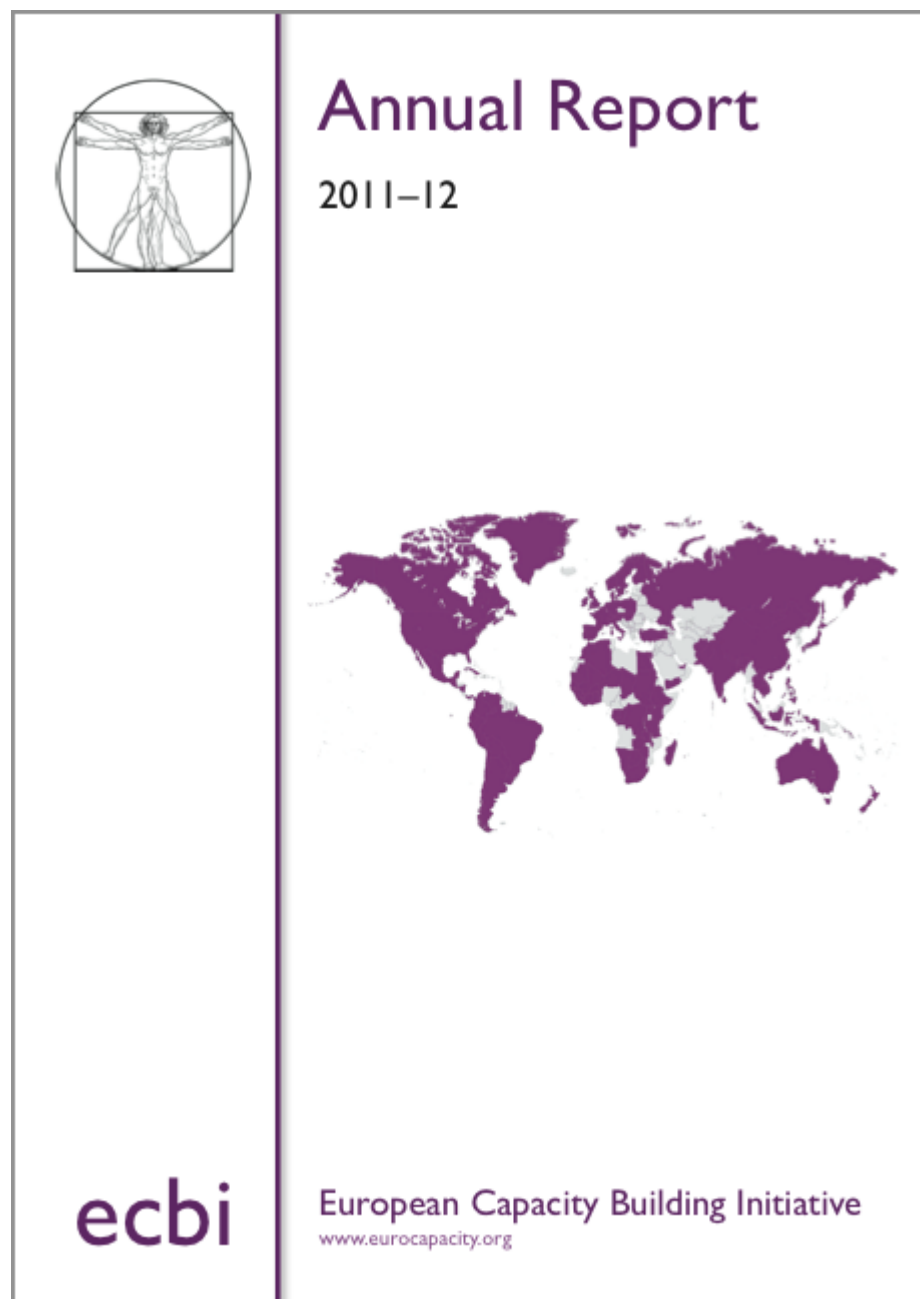 Annual Report
2011–12
ecbi
European Capacity Building Initiative
www.eurocapacity.org